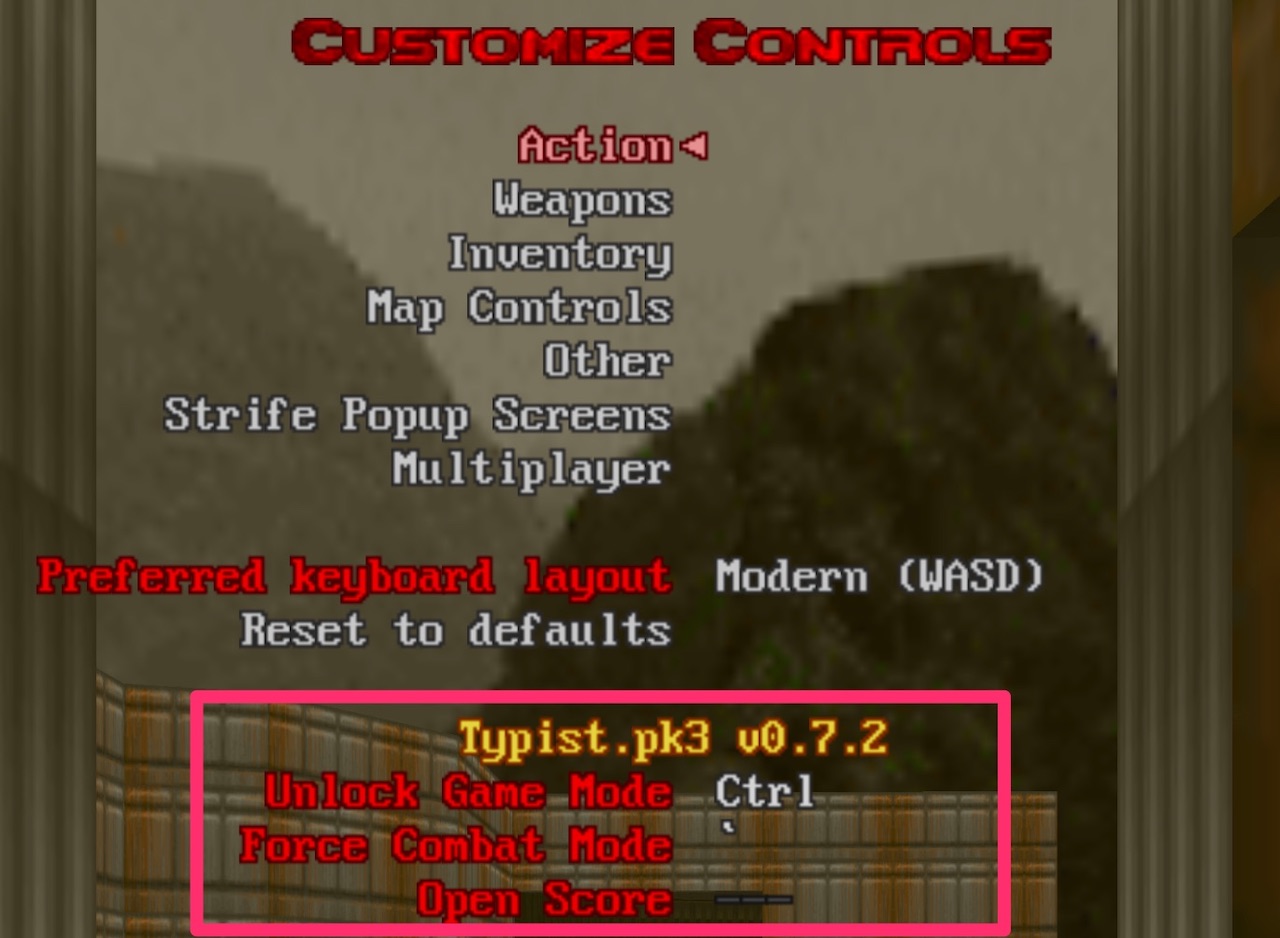 Customize Controls
Action
Weapons
Inventory
Map Controls
Other
Strife Popup Screens
Multiplayer
Preferred keyboard layout Modern (WASD)
Reset to defaults
Typist.pk3 v0.7.2
Unlock Game Mode Ctrl
Force Combat Mode `
Open Score ---